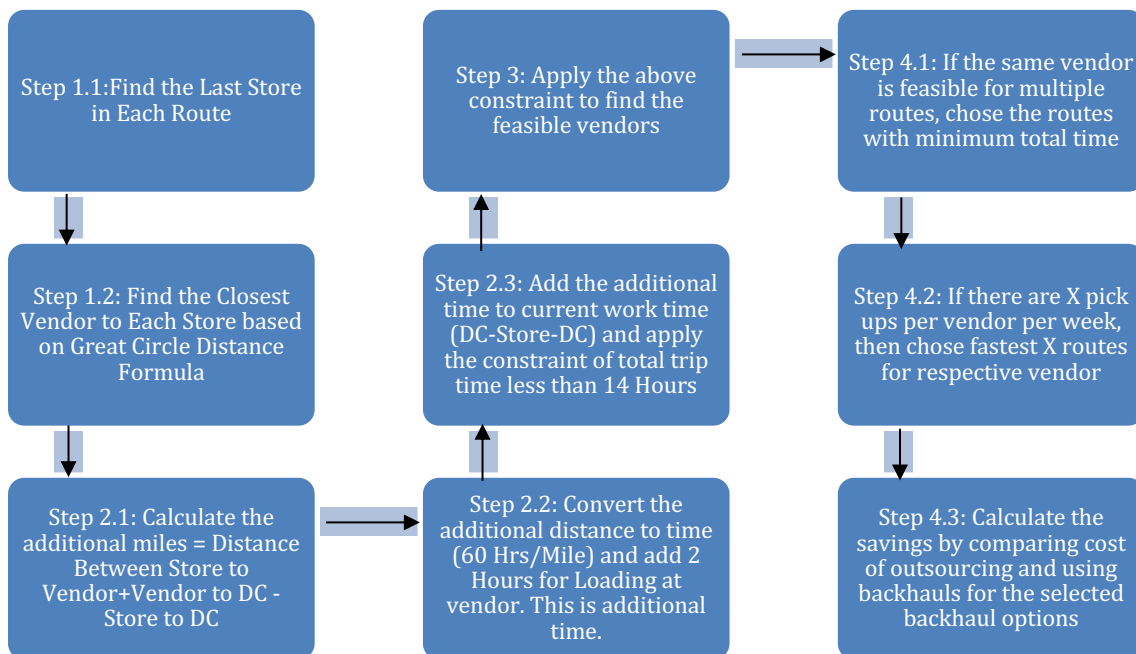 Step 1.1:Find the Last Store
in Each Route
Step 1.2: Find the Closest
Vendor to Each Store based
on Great Circle Distance
Formula
Step 2.1: Calculate the
additional miles = Distance
Between Store to
Vendor+Vendor to DC -
Store to DC
Step 2.2: Convert the
additional distance to time
(60 Hrs/Mile) and add 2
Hours for Loading at
vendor. This is additional
time.
Step 2.3: Add the additional
time to current work time
(DC-Store-DC) and apply
the constraint of total trip
time less than 14 Hours
Step 3: Apply the above
constraint to find the
feasible vendors
Step 4.1: If the same vendor
is feasible for multiple
routes, chose the routes
with minimum total time
Step 4.2: If there are X pick
ups per vendor per week,
then chose fastest X routes
for respective vendor
Step 4.3: Calculate the
savings by comparing cost
of outsourcing and using
backhauls for the selected
backhaul options